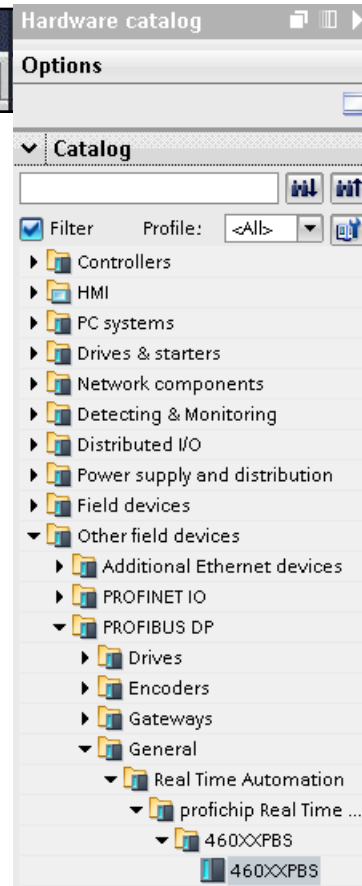 Hardware catalog
Options
Catalog
Filter Profile: <All>
Controllers
HMI
PC systems
Drives & starters
Network components
Detecting & Monitoring
Distributed I/O
Power supply and distribution
Field devices
Other field devices
Additional Ethernet devices
PROFINET IO
PROFIBUS DP
Drives
Encoders
Gateways
General
Real Time Automation
profichip Real Time ...
460XXPBS
460XXPBS